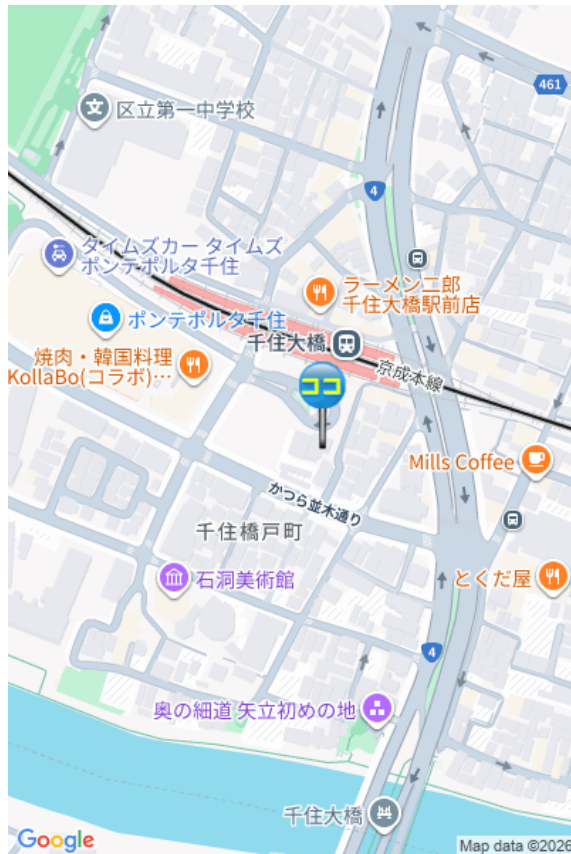 461
区立第一中学校
4
タイムズカー タイムズ
ポンテポルタ千住
ラーメン二郎
千住大橋駅前店
ポンテポルタ千住
千住大橋
焼肉・韓国料理
KollaBo(コラボ)…
京成本線
ココ
Mills Coffee
かつら並木通り
千住橋戸町
石洞美術館
とくだ屋
4
奥の細道 矢立初めの地
千住大橋
Google
Map data ©2026